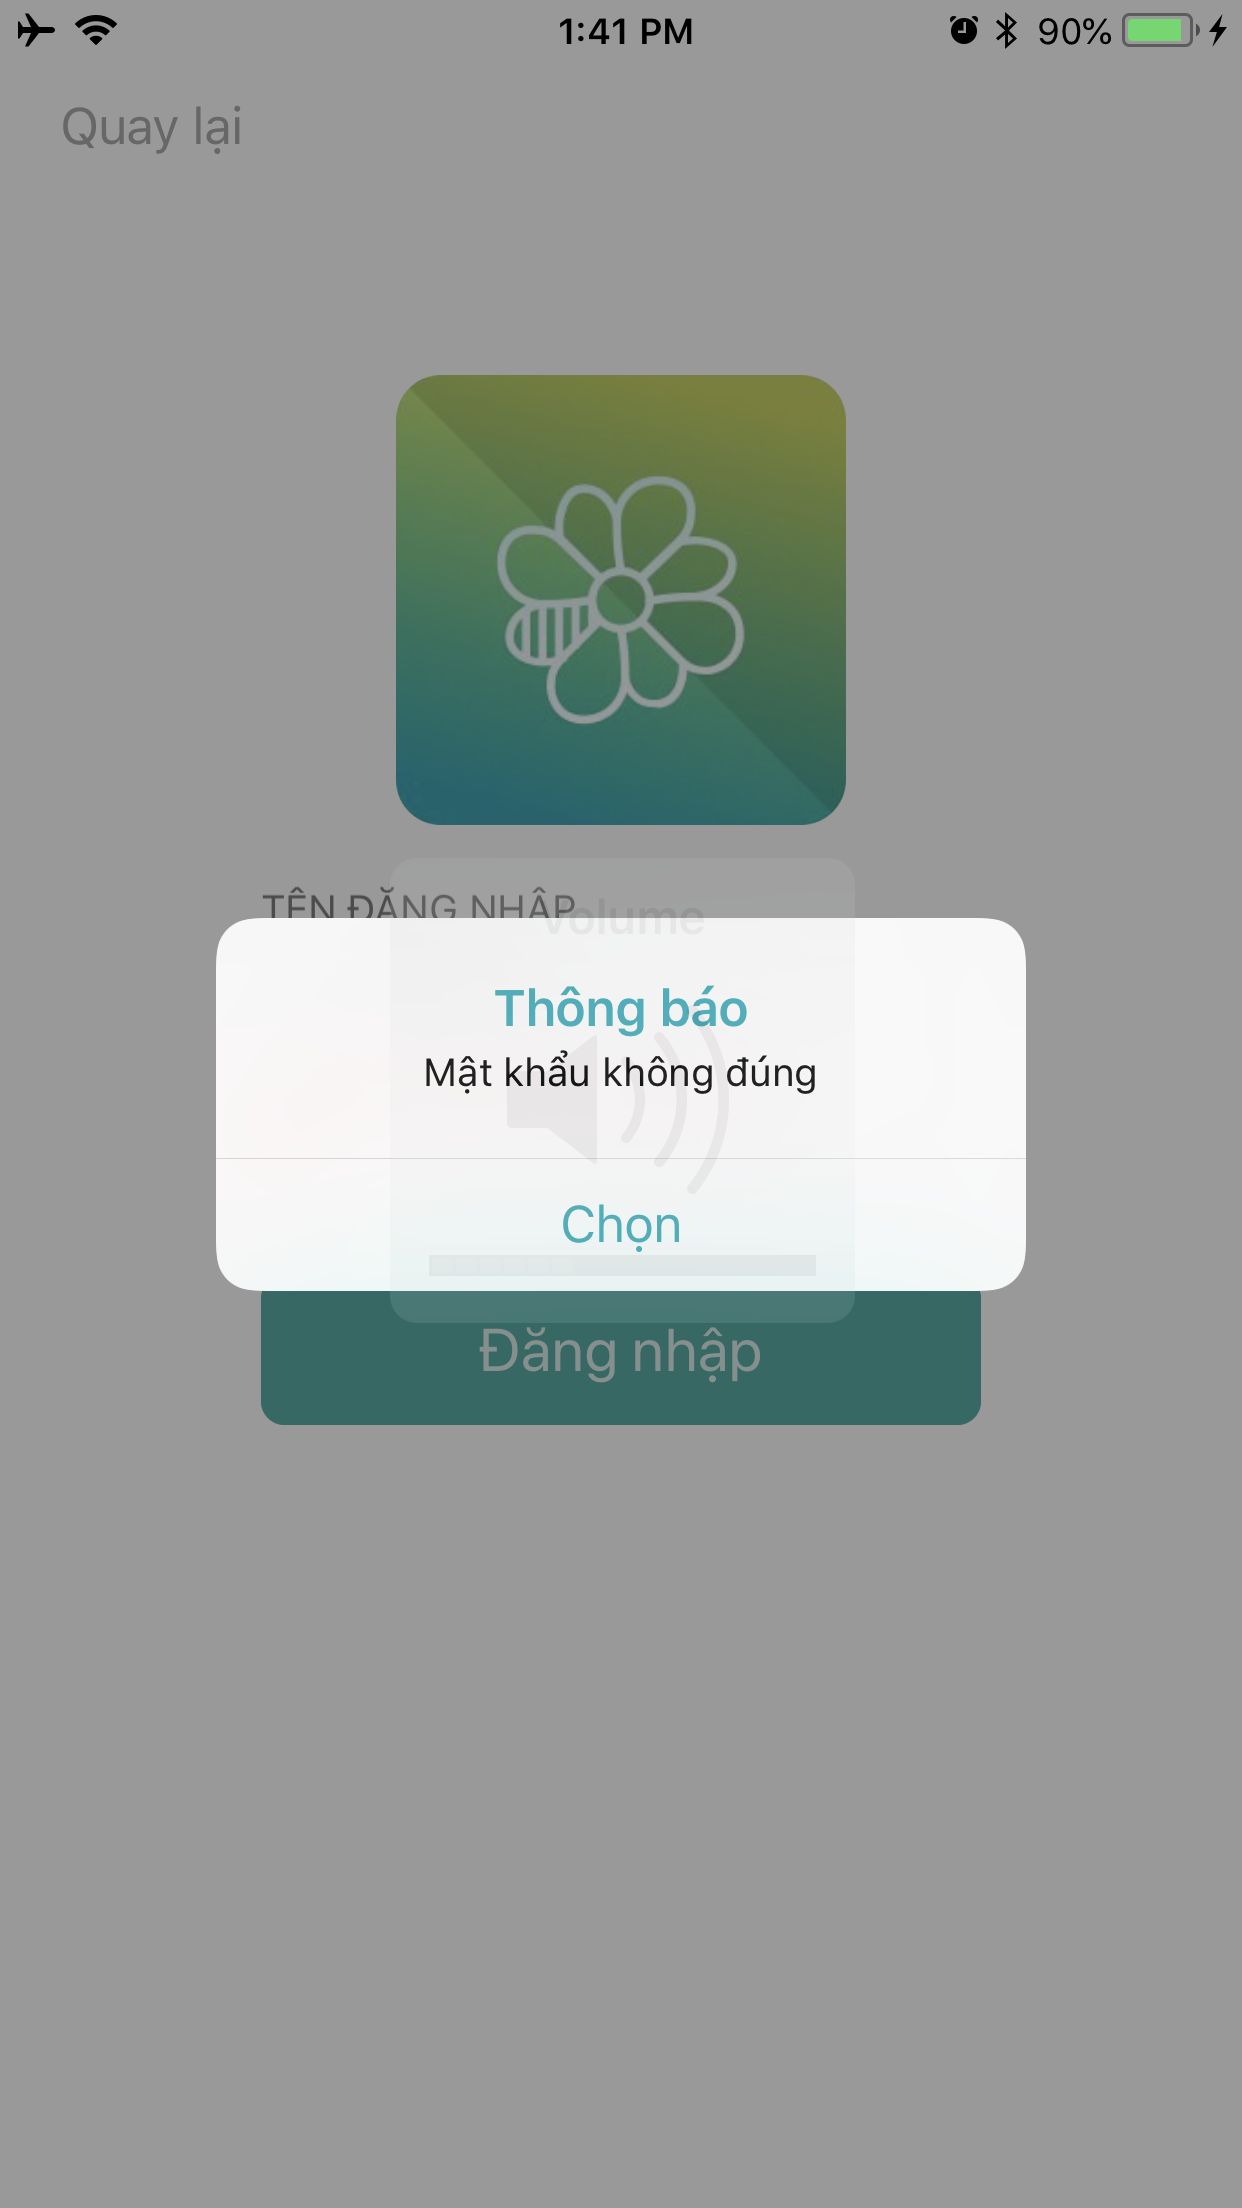 1:41 PM
90%
Quay lại
TÊN ĐĂNG NHẬP
Volume
Thông báo
Mật khẩu không đúng
Chọn
Đăng nhập